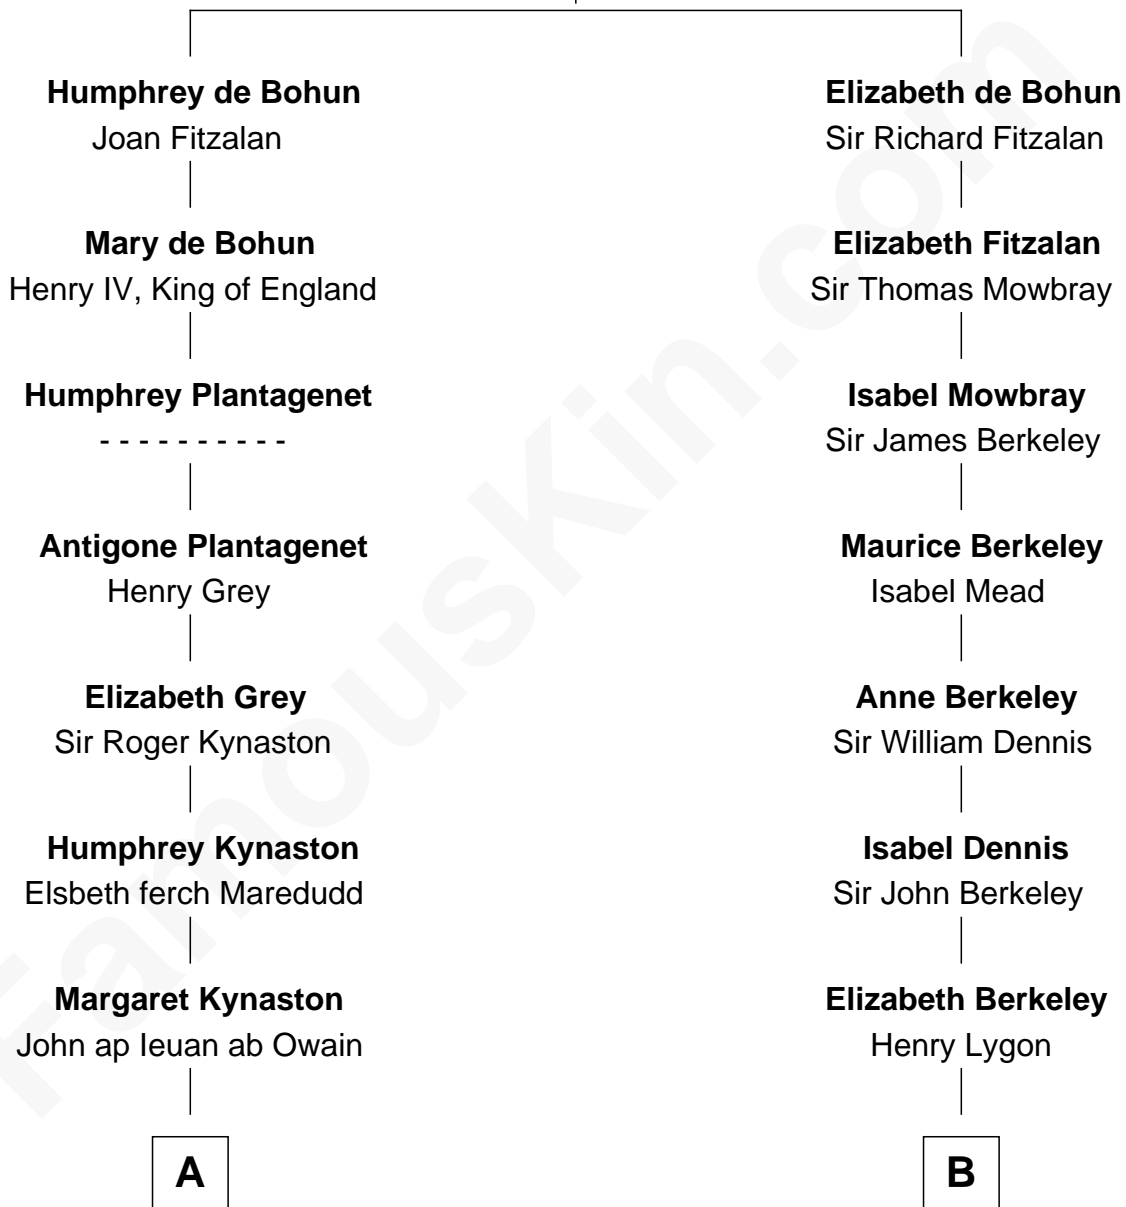 Humphrey de Bohun
Joan Fitzalan
Mary de Bohun
Henry IV, King of England
Humphrey Plantagenet
- - - - - - - - - -
Antigone Plantagenet
Henry Grey
Elizabeth Grey
Sir Roger Kynaston
Humphrey Kynaston
Elsbeth ferch Maredudd
Margaret Kynaston
John ap Ieuan ab Owain
A
Elizabeth de Bohun
Sir Richard Fitzalan
Elizabeth Fitzalan
Sir Thomas Mowbray
Isabel Mowbray
Sir James Berkeley
Maurice Berkeley
Isabel Mead
Anne Berkeley
Sir William Dennis
Isabel Dennis
Sir John Berkeley
Elizabeth Berkeley
Henry Lygon
B
FamousKin.com